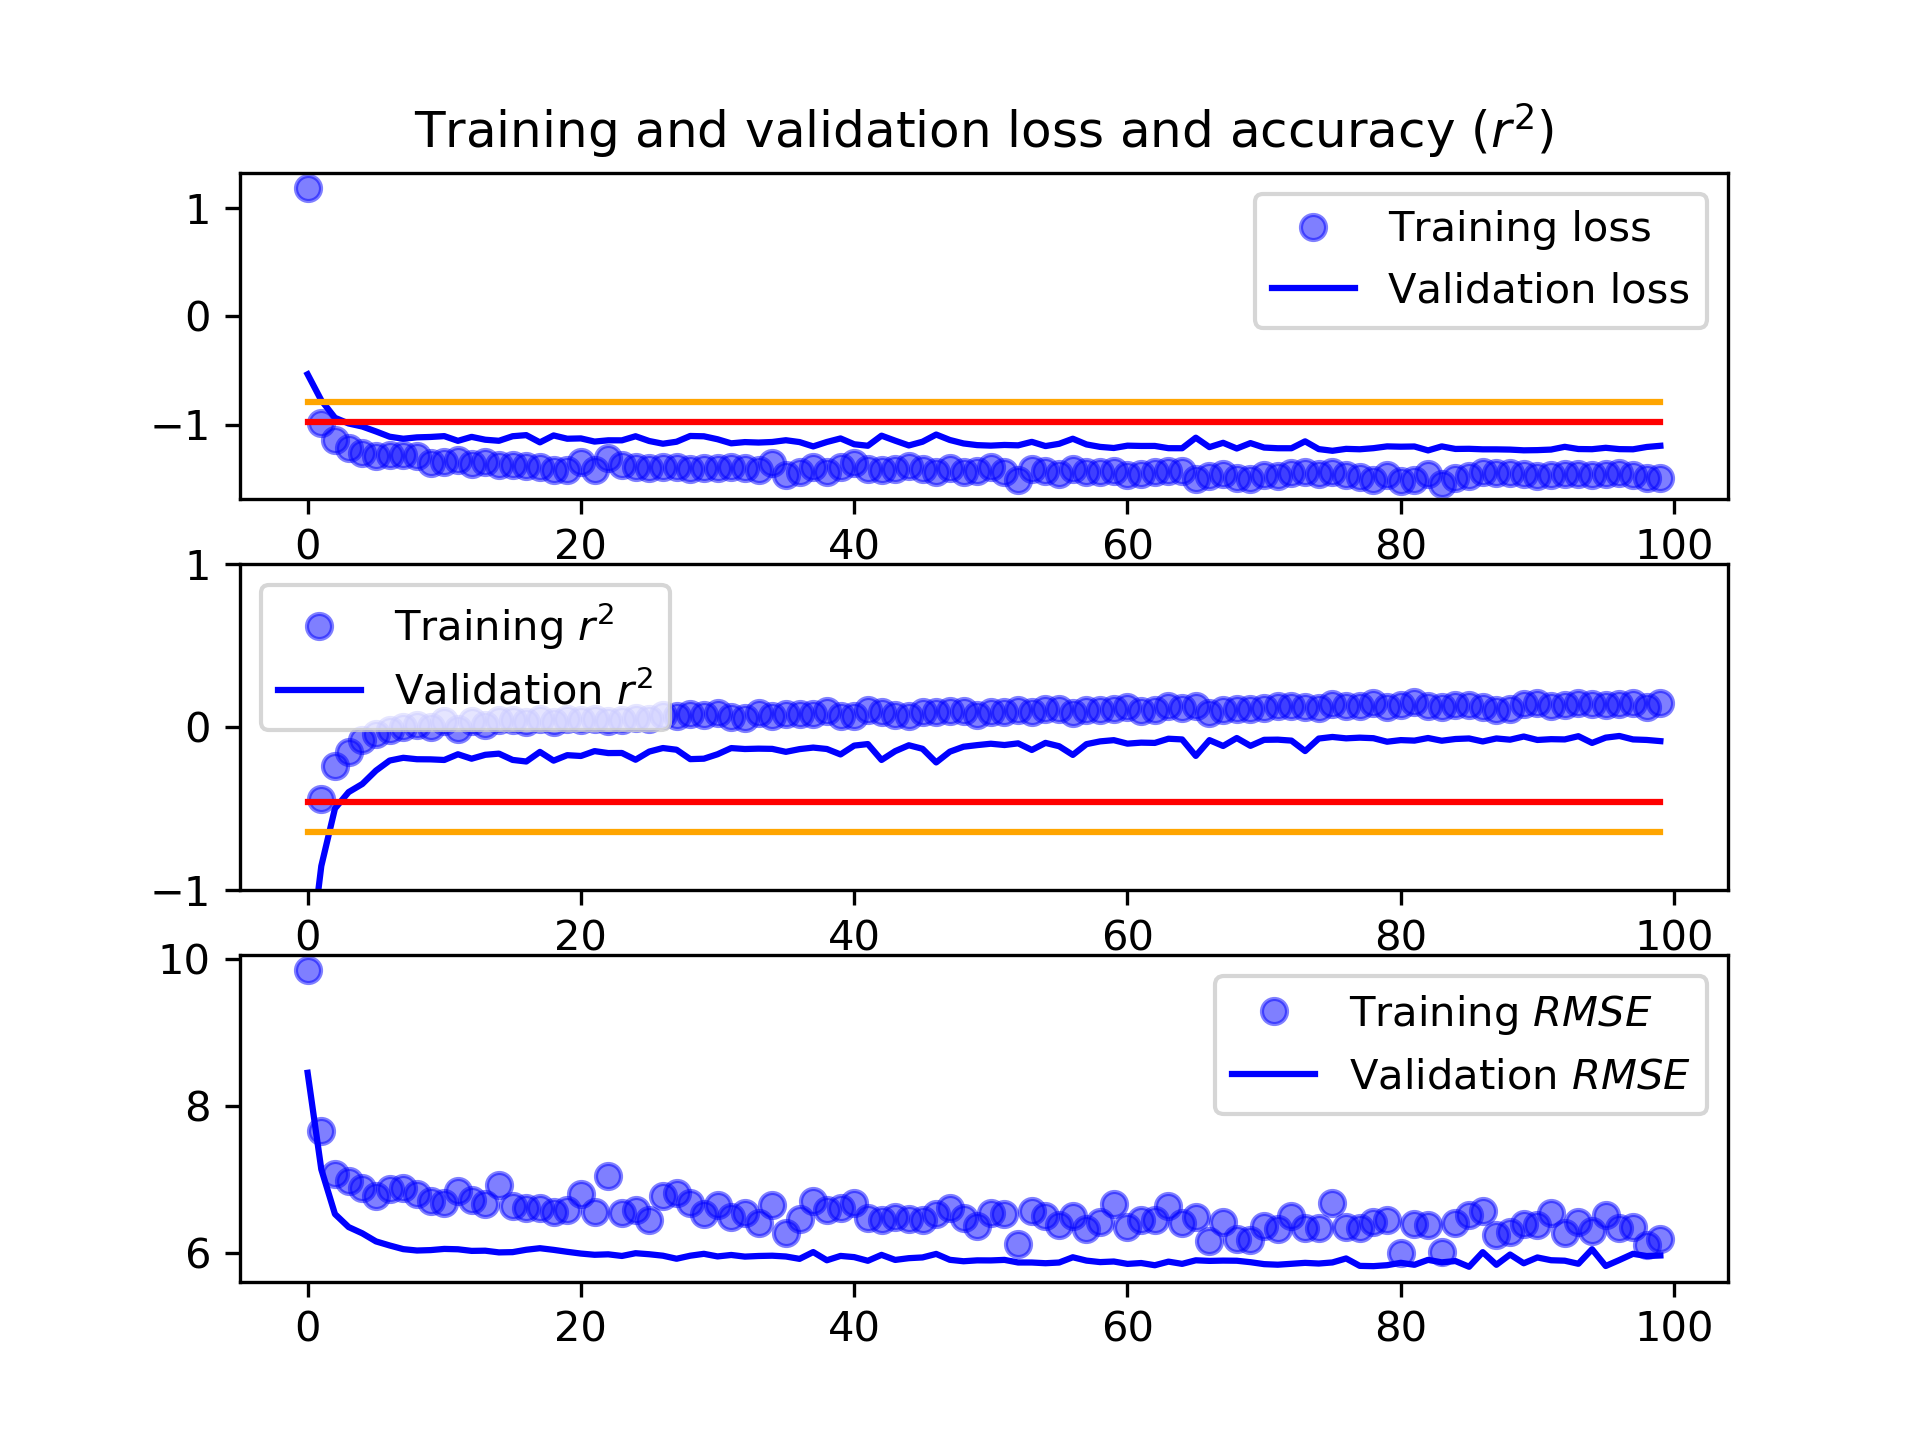 Training and validation loss and accuracy (r²)
1
0
−1
Training loss
Validation loss
0 20 40 60 80 100
1
0
−1
Training r²
Validation r²
0 20 40 60 80 100
10
8
6
Training RMSE
Validation RMSE
0 20 40 60 80 100